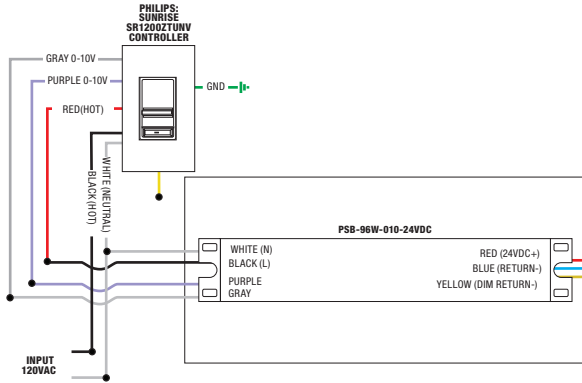 PHILIPS:
SUNRISE
SR1200ZTUNV
CONTROLLER
GRAY 0-10V
PURPLE 0-10V
RED(HOT)
GND
WHITE (NEUTRAL)
BLACK (HOT)
PSB-96W-010-24VDC
WHITE (N)
BLACK (L)
PURPLE
GRAY
RED (24VDC+)
BLUE (RETURN-)
YELLOW (DIM RETURN-)
INPUT
120VAC